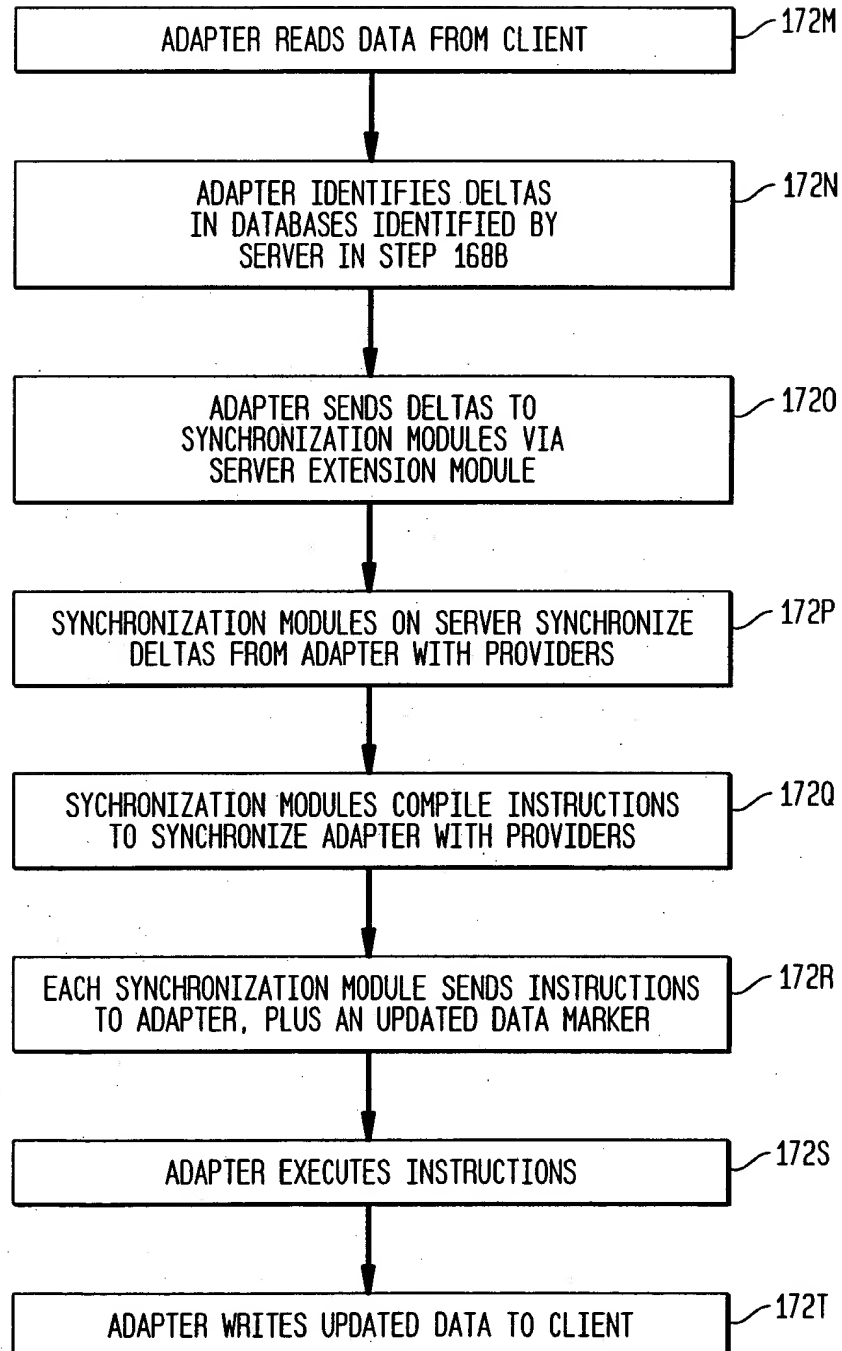 ADAPTER READS DATA FROM CLIENT
172M
ADAPTER IDENTIFIES DELTAS
IN DATABASES IDENTIFIED BY
SERVER IN STEP 168B
172N
ADAPTER SENDS DELTAS TO
SYNCHRONIZATION MODULES VIA
SERVER EXTENSION MODULE
172O
SYNCHRONIZATION MODULES ON SERVER SYNCHRONIZE
DELTAS FROM ADAPTER WITH PROVIDERS
172P
SYCHRONIZATION MODULES COMPILE INSTRUCTIONS
TO SYNCHRONIZE ADAPTER WITH PROVIDERS
172Q
EACH SYNCHRONIZATION MODULE SENDS INSTRUCTIONS
TO ADAPTER, PLUS AN UPDATED DATA MARKER
172R
ADAPTER EXECUTES INSTRUCTIONS
172S
ADAPTER WRITES UPDATED DATA TO CLIENT
172T